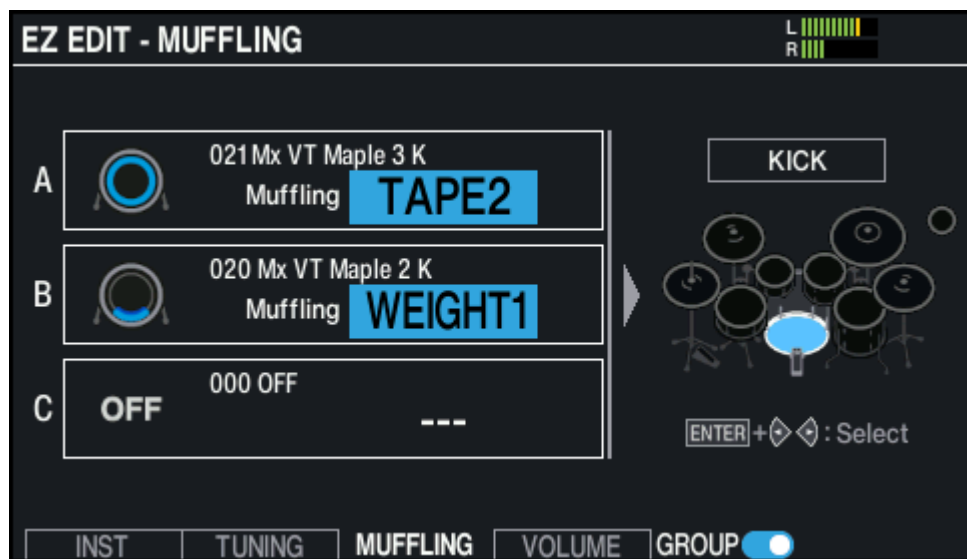 EZ EDIT - MUFFLING
L
R
A
021 Mx VT Maple 3 K
Muffling TAPE2
B
020 Mx VT Maple 2 K
Muffling WEIGHT1
C
OFF
000 OFF
---
KICK
ENTER+ : Select
INST TUNING MUFFLING VOLUME GROUP